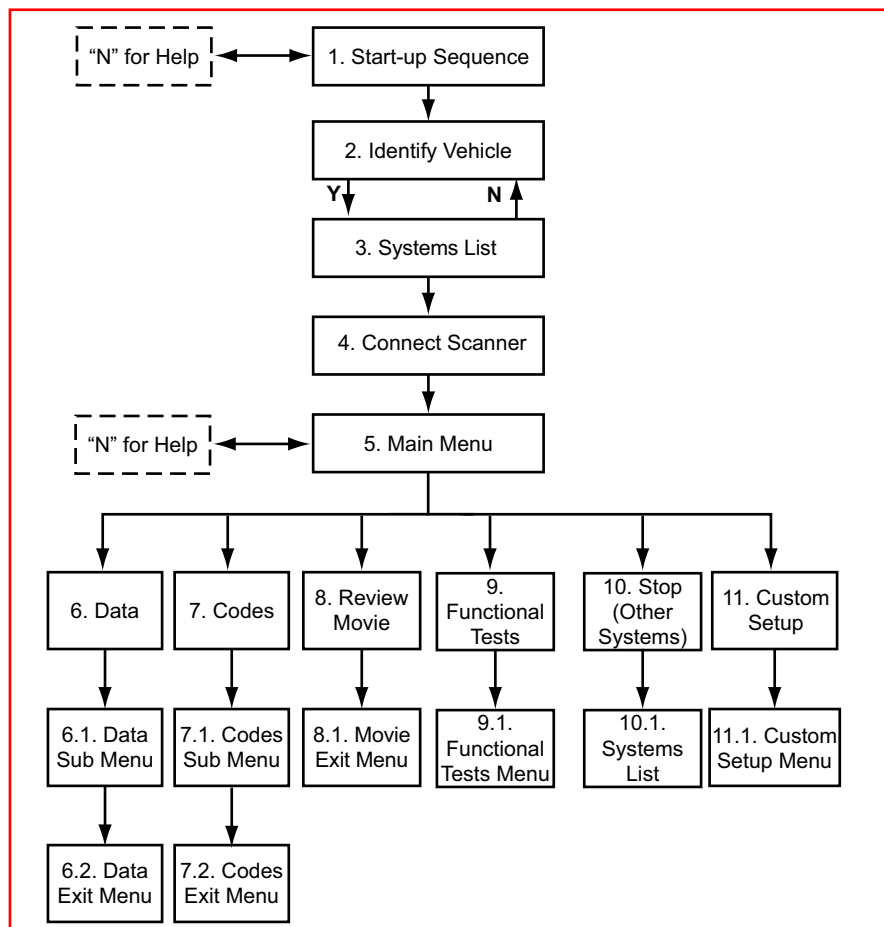 “N” for Help
1. Start-up Sequence
2. Identify Vehicle
Y
N
3. Systems List
4. Connect Scanner
“N” for Help
5. Main Menu
6. Data
7. Codes
8. Review
Movie
9.
Functional
Tests
10. Stop
(Other
Systems)
11. Custom
Setup
6.1. Data
Sub Menu
7.1. Codes
Sub Menu
8.1. Movie
Exit Menu
9.1.
Functional
Tests Menu
10.1.
Systems
List
11.1. Custom
Setup Menu
6.2. Data
Exit Menu
7.2. Codes
Exit Menu